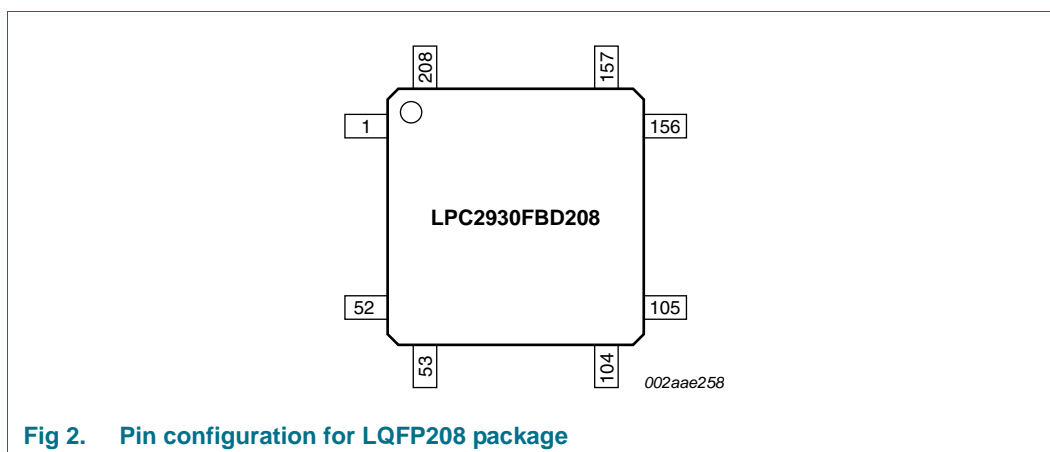 208
157
1
156
LPC2930FBD208
52
105
53
104
002aae258
Fig 2. Pin configuration for LQFP208 package